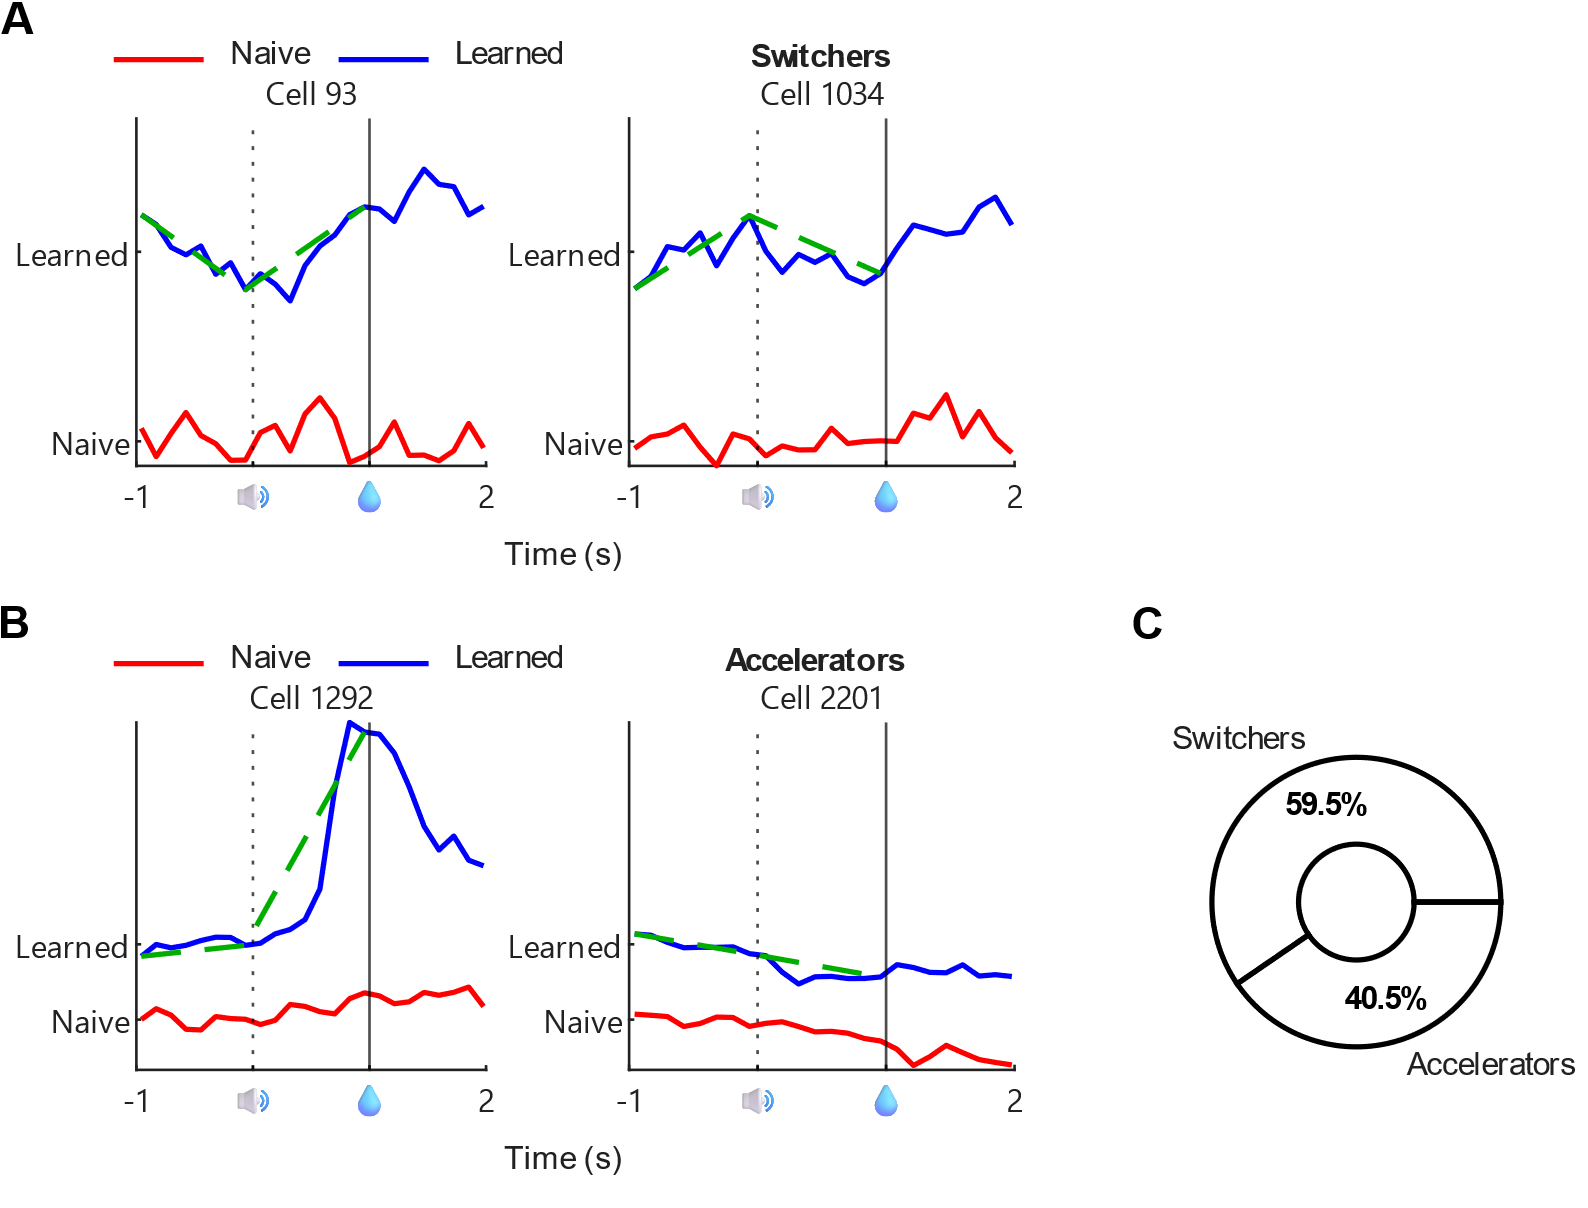 A
Naive Learned Switchers
Cell 93 Cell 1034
Learned Learned
Naive Naive
-1 2 -1 2
Time (s)
B C
Naive Learned Accelerators
Cell 1292 Cell 2201
Switchers
59.5%
Learned Learned
Naive Naive
40.5%
Accelerators
-1 2 -1 2
Time (s)